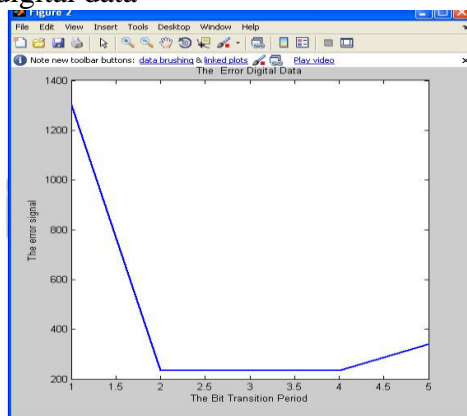 digital data
Figure 2
File Edit View Insert Tools Desktop Window Help
Note new toolbar buttons: data brushing & linked plots Play video
The Error Digital Data
1400
1200
1000
800
600
400
200
The error signal
1 1.5 2 2.5 3 3.5 4 4.5 5
The Bit Transition Period